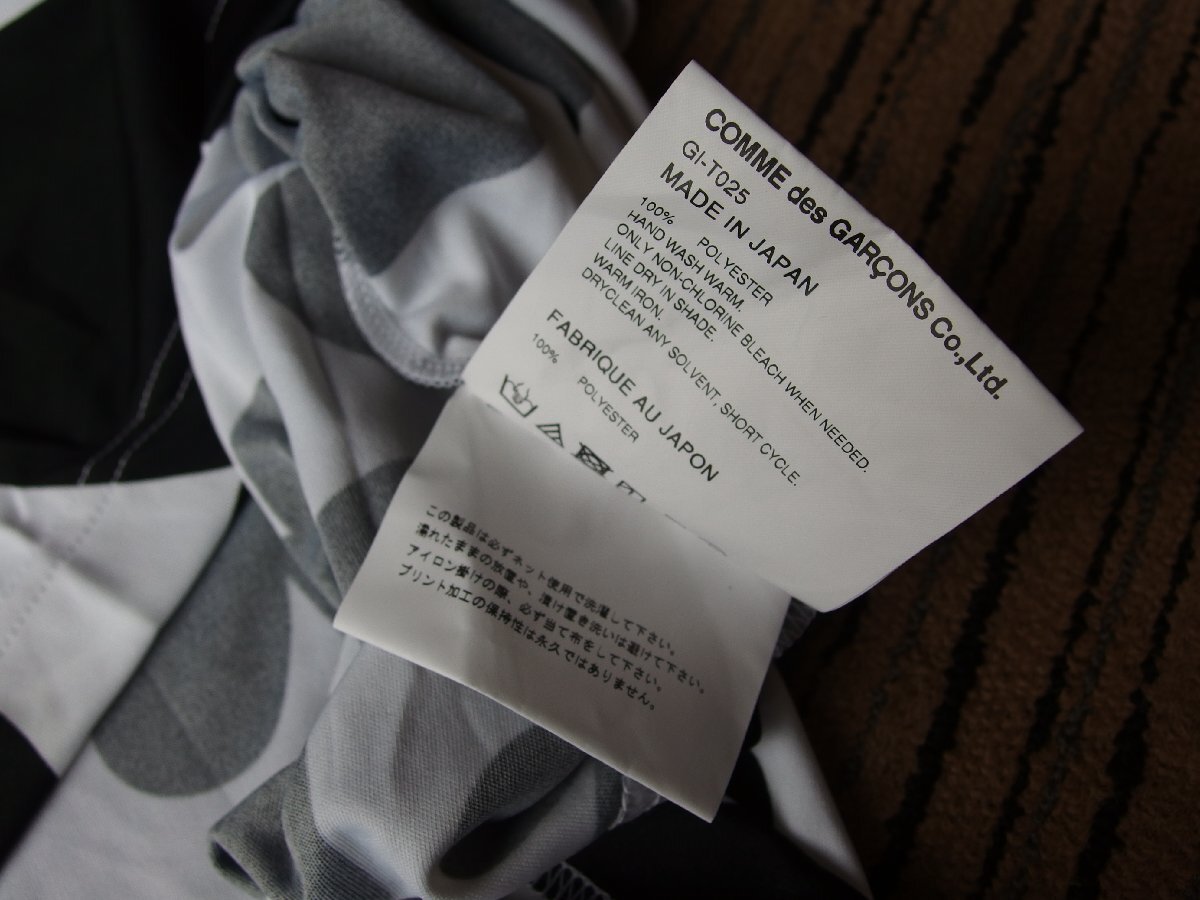 COMME des GARÇONS Co.,Ltd.
GI-T025
MADE IN JAPAN
100% POLYESTER
HAND WASH WARM.
ONLY NON-CHLORINE BLEACH WHEN NEEDED.
LINE DRY IN SHADE.
WARM IRON.
DRYCLEAN ANY SOLVENT, SHORT CYCLE.
FABRIQUE AU JAPON
100% POLYESTER
この製品は必ずネット使用で洗濯して下さい。
濡れたままの放置や、漬け置き洗いは避けて下さい。
アイロン掛けの際、必ず当て布をして下さい。
プリント加工の保持性は永久ではありません。